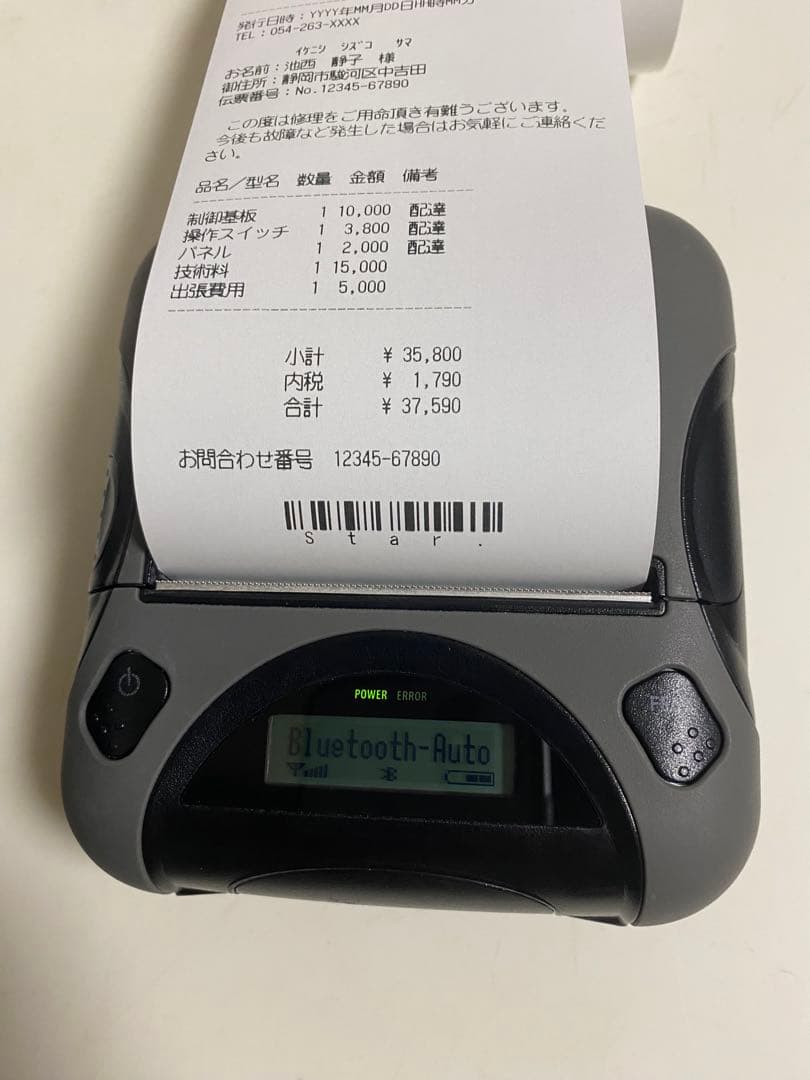 発行日時：YYYY年MM月DD日HH時MM分
TEL：054-263-XXXX
イケニシ シズコ サマ
お名前：池西 静子 様
御住所：静岡市駿河区中吉田
伝票番号：No.12345-67890
この度は修理をご用命頂き有難うございます。
今後も故障など発生した場合はお気軽にご連絡くだ
さい。
品名／型名 数量 金額 備考
制御基板 1 10,000 配達
操作スイッチ 1 3,800 配達
パネル 1 2,000 配達
技術料 1 15,000
出張費用 1 5,000
小計 ¥ 35,800
内税 ¥ 1,790
合計 ¥ 37,590
お問合わせ番号 12345-67890
Star.
POWER ERROR
Bluetooth-Auto